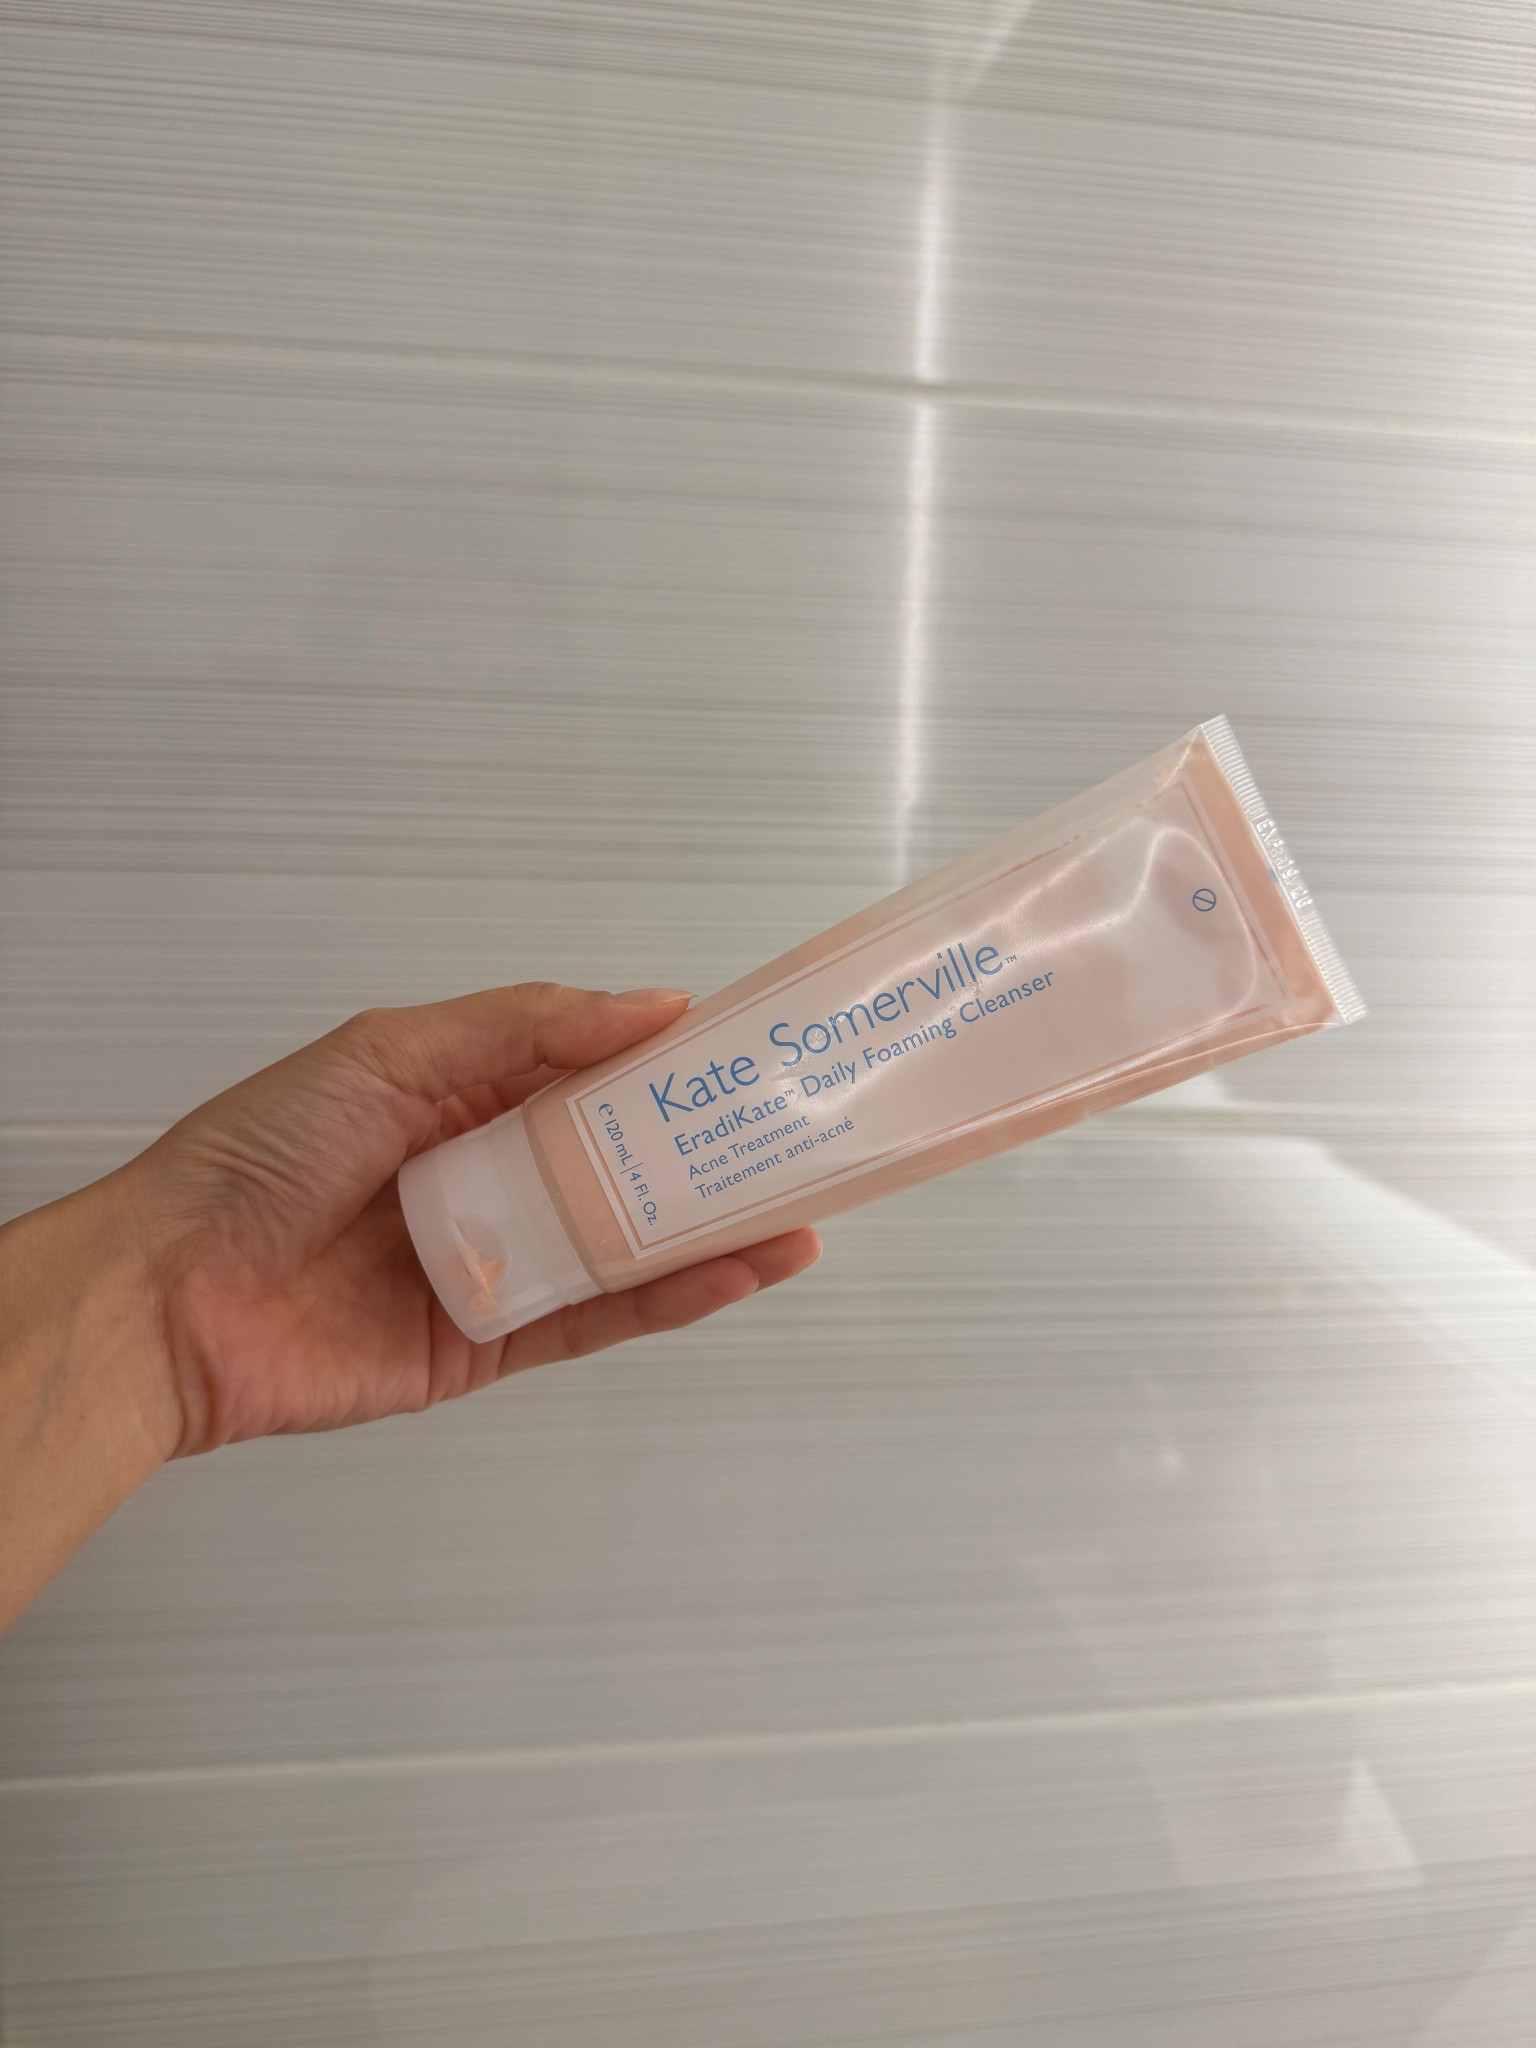 Kate Somerville™
EradiKate™ Daily Foaming Cleanser
Acne Treatment
Traitement anti-acné
℮ 120 mL | 4 Fl. Oz.